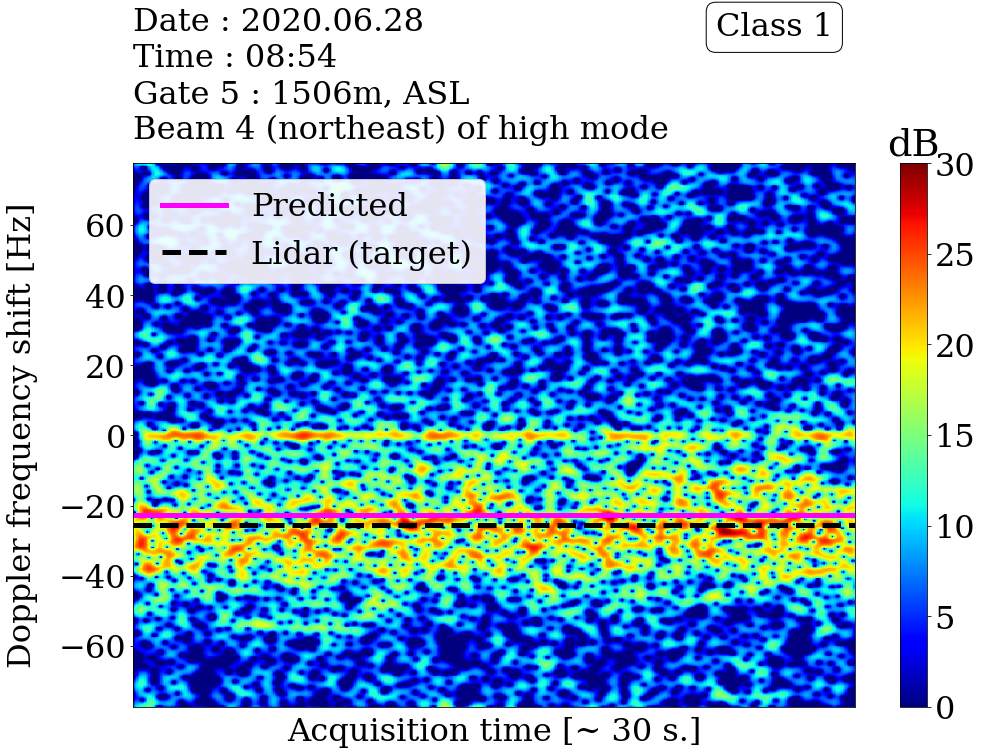 Date : 2020.06.28
Time : 08:54
Gate 5 : 1506m, ASL
Beam 4 (northeast) of high mode
Class 1
dB
Predicted
Lidar (target)
Doppler frequency shift [Hz]
60
40
20
0
−20
−40
−60
Acquisition time [~ 30 s.]
30
25
20
15
10
5
0